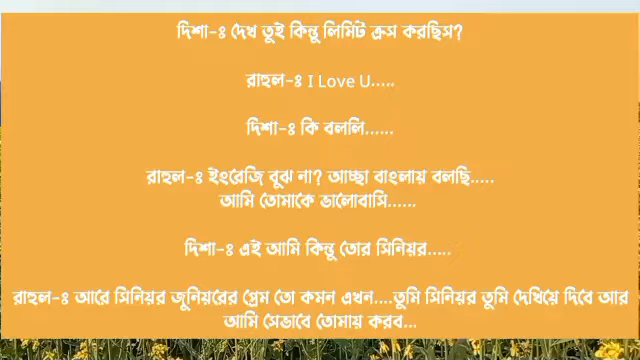 দিশা-ঃ দেখ তুই কিন্তু লিমিট ক্রস করছিস?
রাহুল-ঃ I Love U.....
দিশা-ঃ কি বললি......
রাহুল-ঃ ইংরেজি বুঝ না? আচ্ছা বাংলায় বলছি.....
আমি তোমাকে ভালোবাসি......
দিশা-ঃ এই আমি কিন্তু তোর সিনিয়র.....
রাহুল-ঃ আরে সিনিয়র জুনিয়রের প্রেম তো কমন এখন....তুমি সিনিয়র তুমি দেখিয়ে দিবে আর
আমি সেভাবে তোমায় করব...